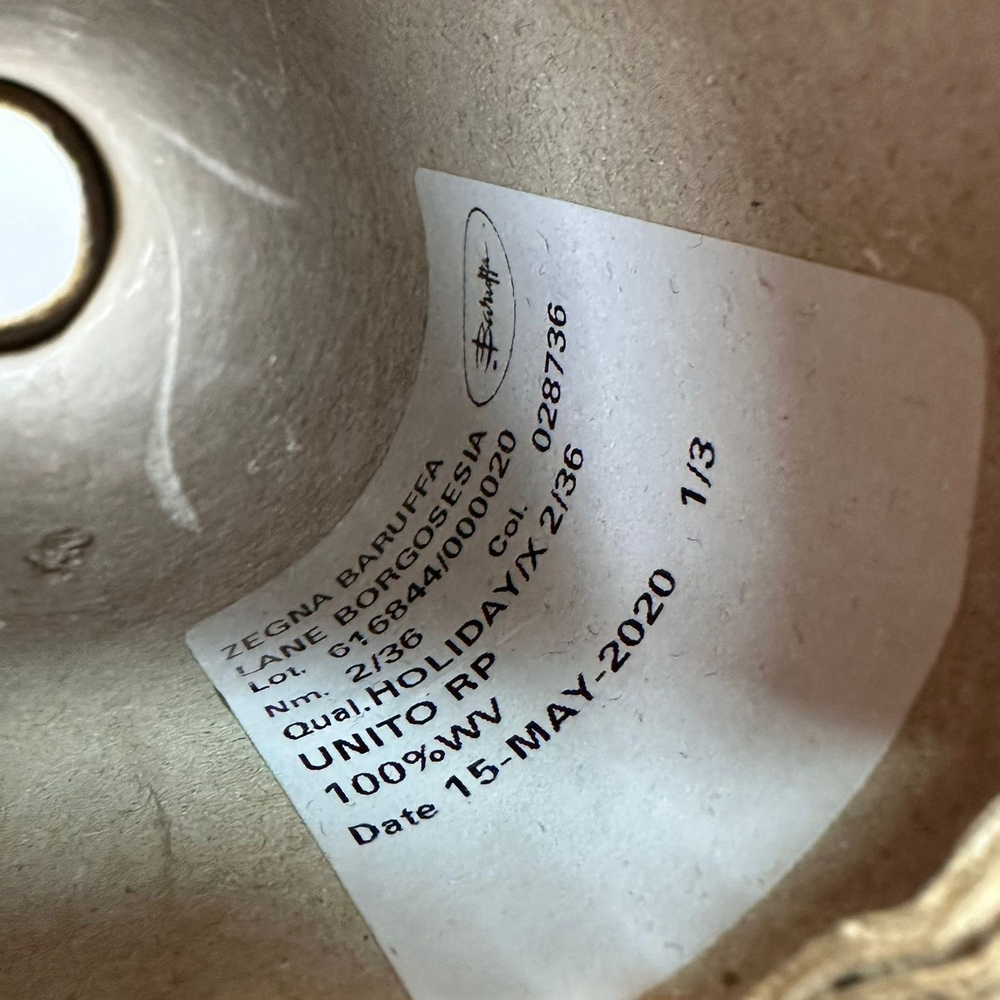 Baruffa
ZEGNA BARUFFA
LANE BORGOSESIA
Lot. 616844/000020
Nm. 2/36 Col. 028736
Qual.HOLIDAY/X 2/36
UNITO RP
100%WV
Date 15-MAY-2020 1/3